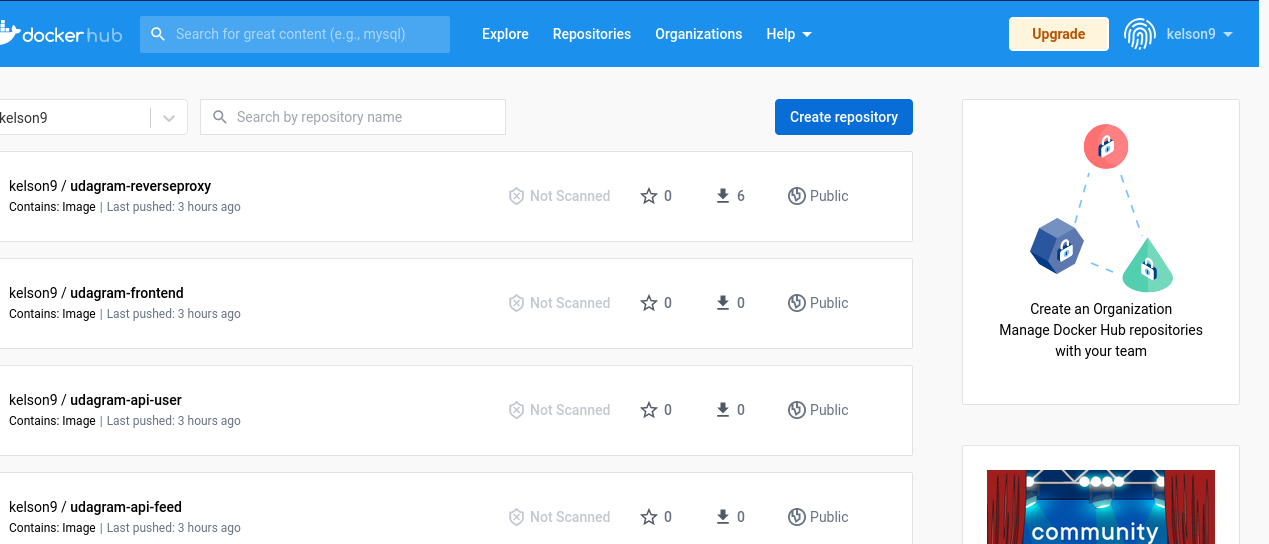 docker hub
Search for great content (e.g., mysql)
Explore Repositories Organizations Help
Upgrade
kelson9
kelson9
Search by repository name
Create repository
kelson9 / udagram-reverseproxy
Contains: Image | Last pushed: 3 hours ago
Not Scanned 0 6 Public
kelson9 / udagram-frontend
Contains: Image | Last pushed: 3 hours ago
Not Scanned 0 0 Public
kelson9 / udagram-api-user
Contains: Image | Last pushed: 3 hours ago
Not Scanned 0 0 Public
kelson9 / udagram-api-feed
Contains: Image | Last pushed: 3 hours ago
Not Scanned 0 0 Public
Create an Organization
Manage Docker Hub repositories
with your team
community